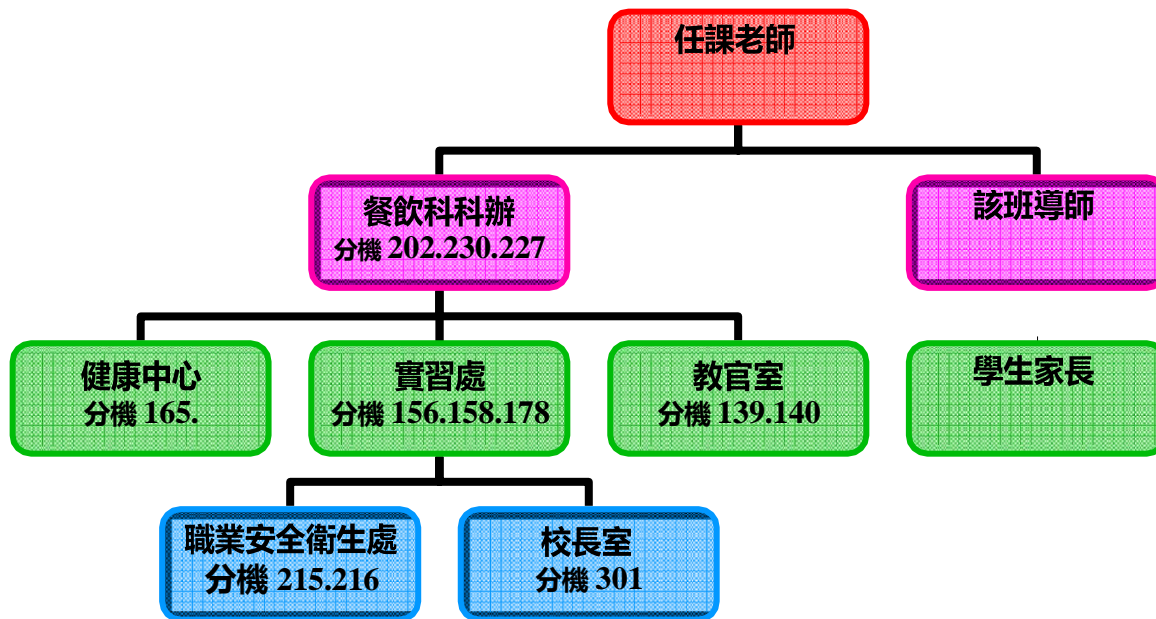 任課老師
餐飲科科辦
分機 202.230.227
該班導師
健康中心
分機 165.
實習處
分機 156.158.178
教官室
分機 139.140
學生家長
職業安全衛生處
分機 215.216
校長室
分機 301